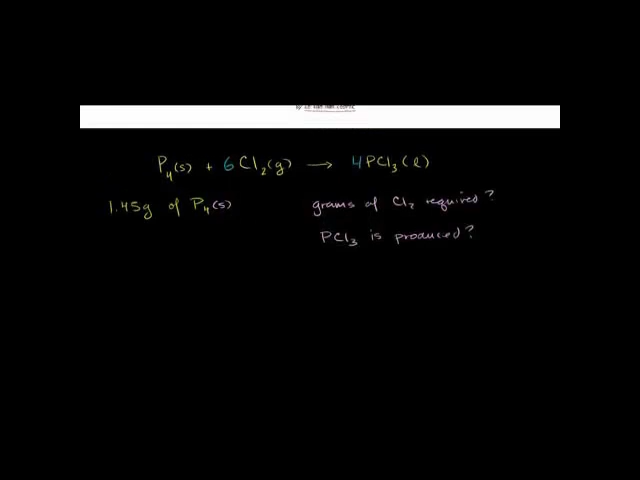 P₄(s) + 6Cl₂(g) → 4PCl₃(l)
1.45g of P₄(s) grams of Cl₂ required?
PCl₃ is produced?